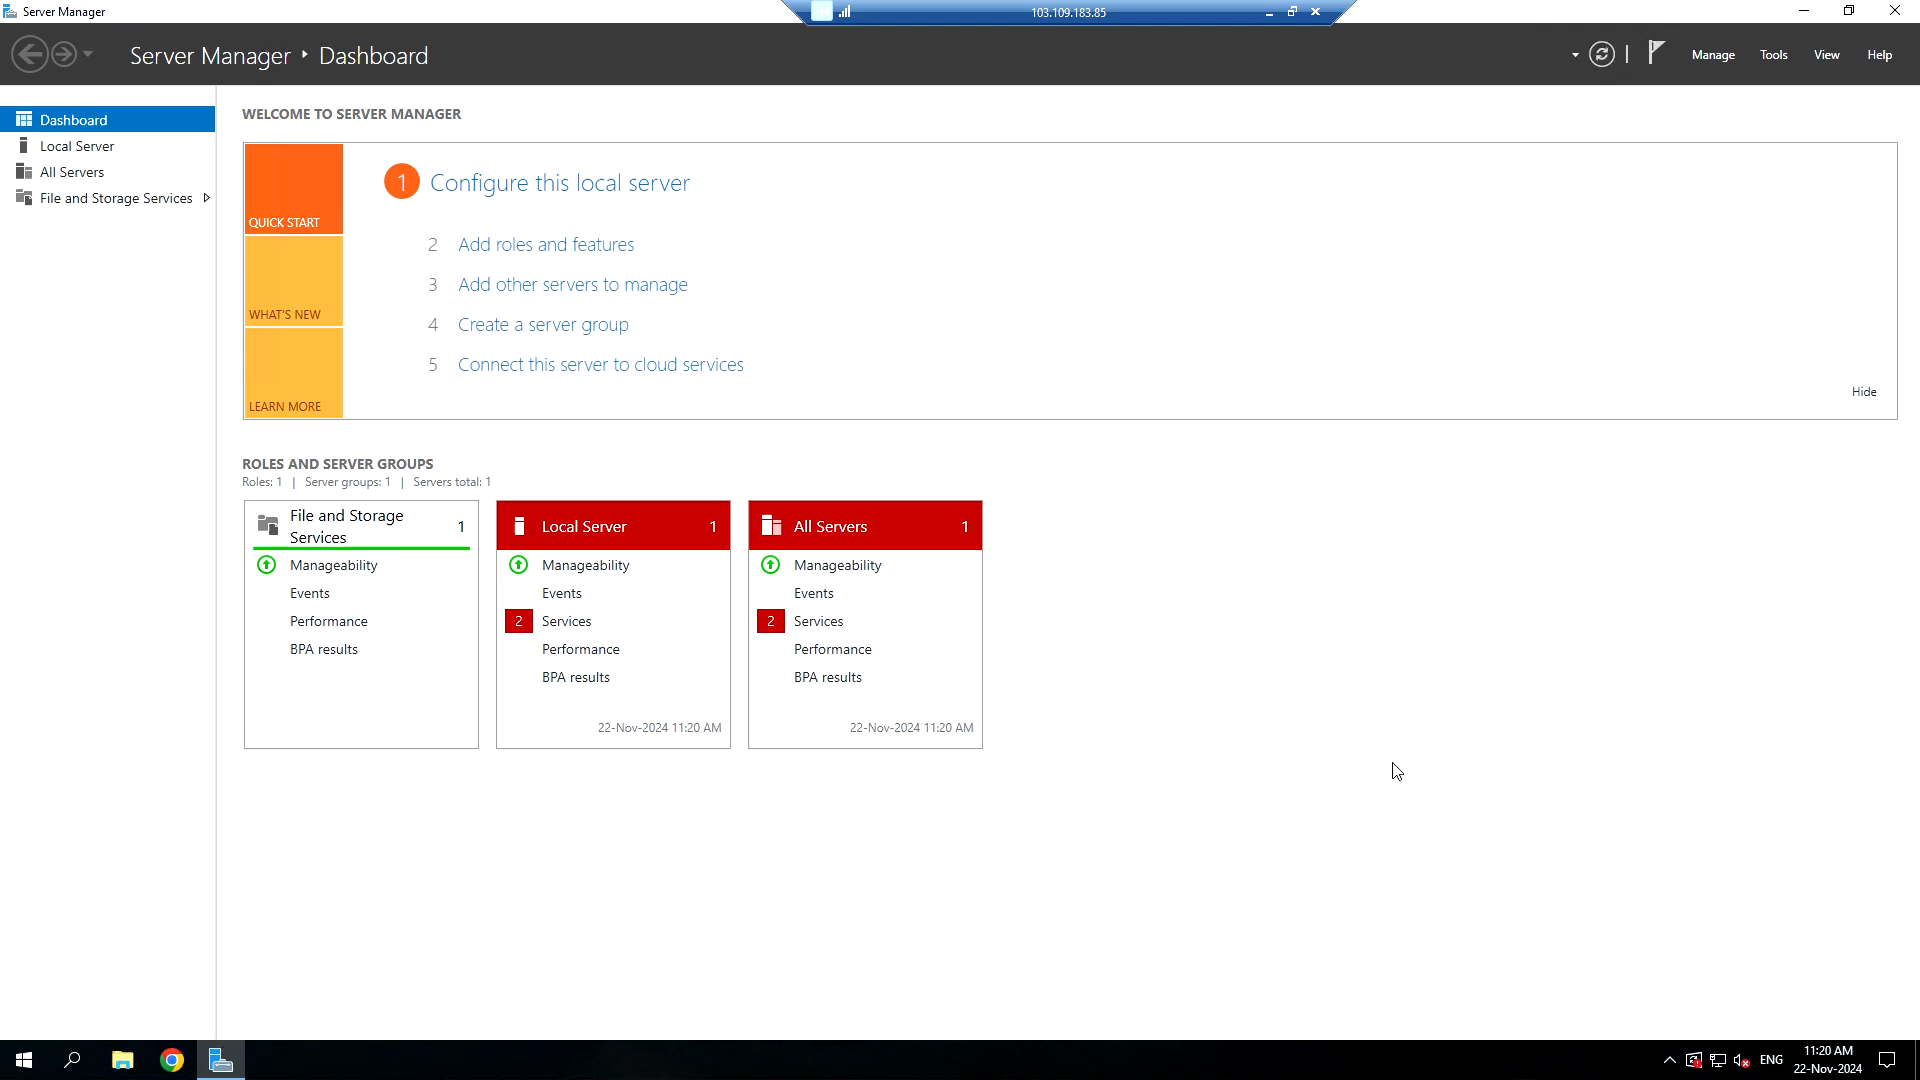 Server Manager
103.109.183.85
Server Manager ‣ Dashboard
Manage Tools View Help
Dashboard
Local Server
All Servers
File and Storage Services
WELCOME TO SERVER MANAGER
QUICK START
WHAT'S NEW
LEARN MORE
1 Configure this local server
2 Add roles and features
3 Add other servers to manage
4 Create a server group
5 Connect this server to cloud services
Hide
ROLES AND SERVER GROUPS
Roles: 1 | Server groups: 1 | Servers total: 1
File and Storage
Services 1
Manageability
Events
Performance
BPA results
Local Server 1
Manageability
Events
2 Services
Performance
BPA results
22-Nov-2024 11:20 AM
All Servers 1
Manageability
Events
2 Services
Performance
BPA results
22-Nov-2024 11:20 AM
ENG
11:20 AM
22-Nov-2024